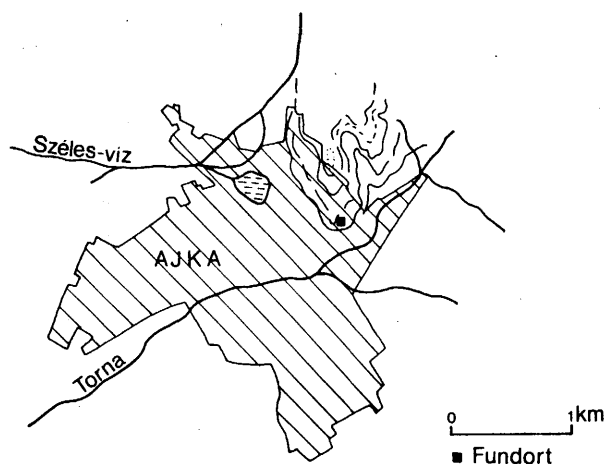 Széles-víz
AJKA
Torna
0 1km
■ Fundort